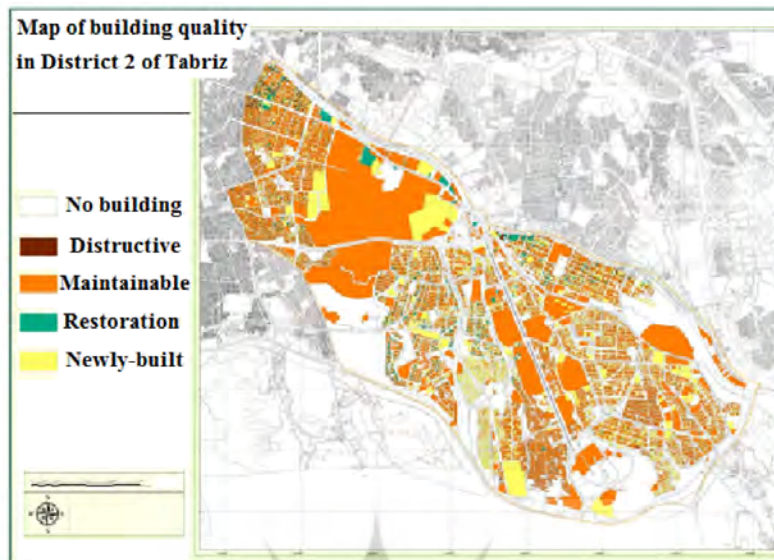 Map of building quality
in District 2 of Tabriz
No building
Distructive
Maintainable
Restoration
Newly-built